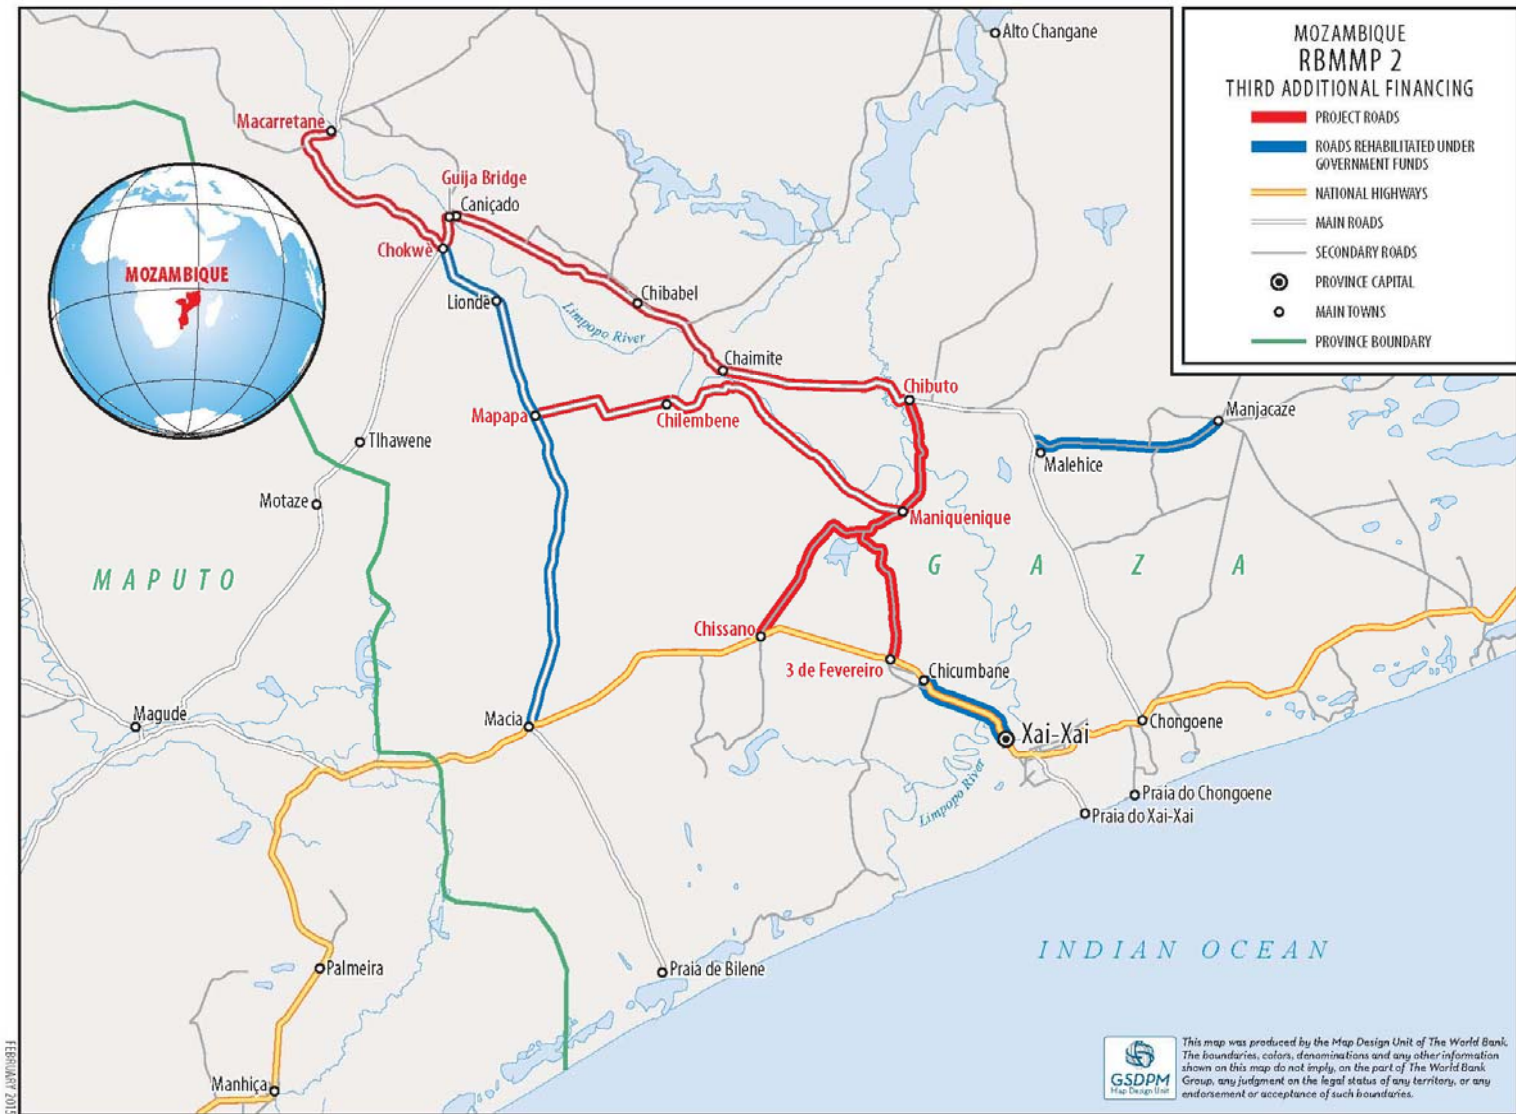 MOZAMBIQUE
RBMMP 2
THIRD ADDITIONAL FINANCING
PROJECT ROADS
ROADS REHABILITATED UNDER
GOVERNMENT FUNDS
NATIONAL HIGHWAYS
MAIN ROADS
SECONDARY ROADS
PROVINCE CAPITAL
MAIN TOWNS
PROVINCE BOUNDARY
Alto Changane
Macarretane
Guija Bridge
Caniçado
Chokwè
MOZAMBIQUE
Lionde
Chibabel
Limpopo River
Chaimite
Chibuto
Manjacaze
Mapapa
Chilembene
Tlhawene
Malehice
Motaze
Maniquenique
MAPUTO
GAZA
Chissano
3 de Fevereiro
Chicumbane
Magude
Macia
Xai-Xai
Chongoene
Limpopo River
Praia do Chongoene
Praia do Xai-Xai
Palmeira
Praia de Bilene
INDIAN OCEAN
Manhiça
FEBRUARY 2015
GSDPM
Map Design Unit
This map was produced by the Map Design Unit of The World Bank.
The boundaries, colors, denominations and any other information
shown on this map do not imply, on the part of The World Bank
Group, any judgment on the legal status of any territory, or any
endorsement or acceptance of such boundaries.